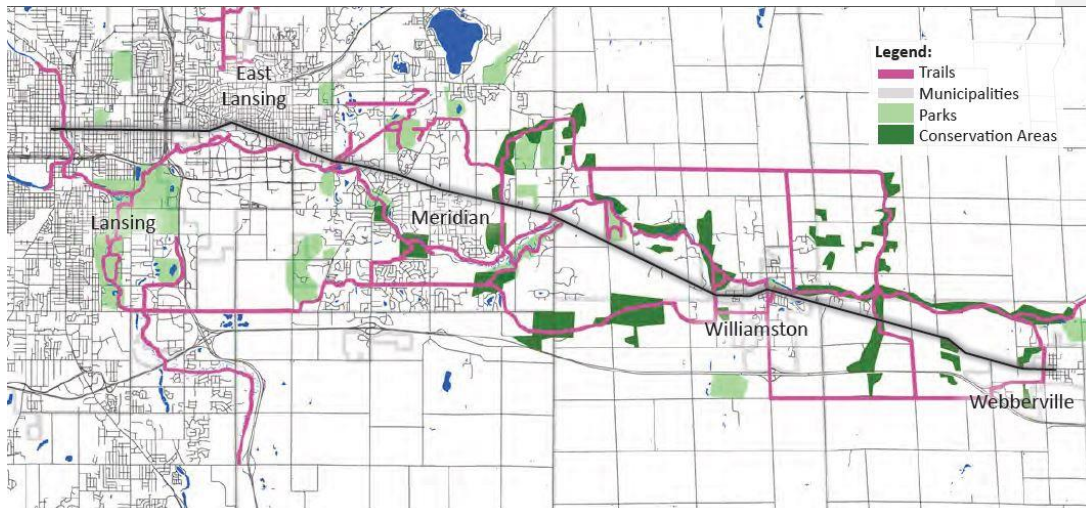 East
Lansing
Legend:
Trails
Municipalities
Parks
Conservation Areas
Lansing
Meridian
Williamston
Webberville